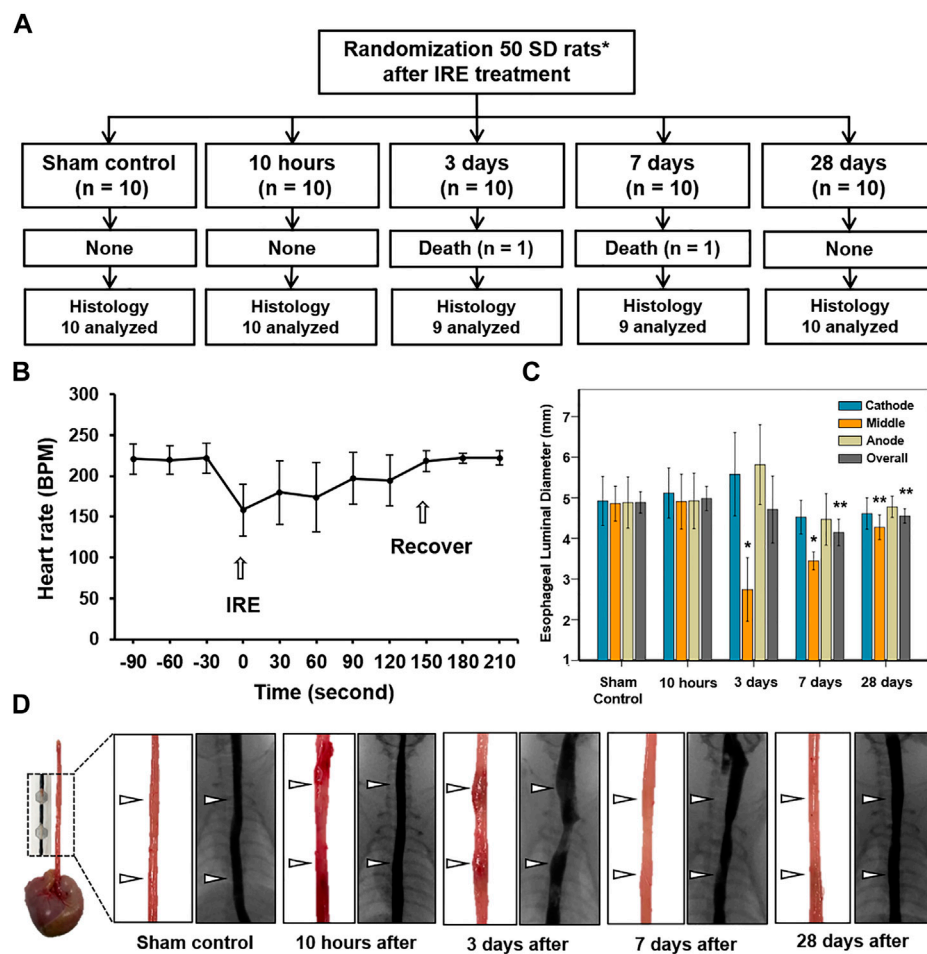 A
Randomization 50 SD rats*
after IRE treatment
Sham control
(n = 10)
10 hours
(n = 10)
3 days
(n = 10)
7 days
(n = 10)
28 days
(n = 10)
None
None
Death (n = 1)
Death (n = 1)
None
Histology
10 analyzed
Histology
10 analyzed
Histology
9 analyzed
Histology
9 analyzed
Histology
10 analyzed
B
Heart rate (BPM)
300
250
200
150
100
50
0
IRE
Recover
-90 -60 -30 0 30 60 90 120 150 180 210
Time (second)
C
Esophageal Luminal Diameter (mm)
7
6
5
4
3
2
1
Cathode
Middle
Anode
Overall
*
*
**
**
**
Sham
Control
10 hours
3 days
7 days
28 days
D
Sham control
10 hours after
3 days after
7 days after
28 days after